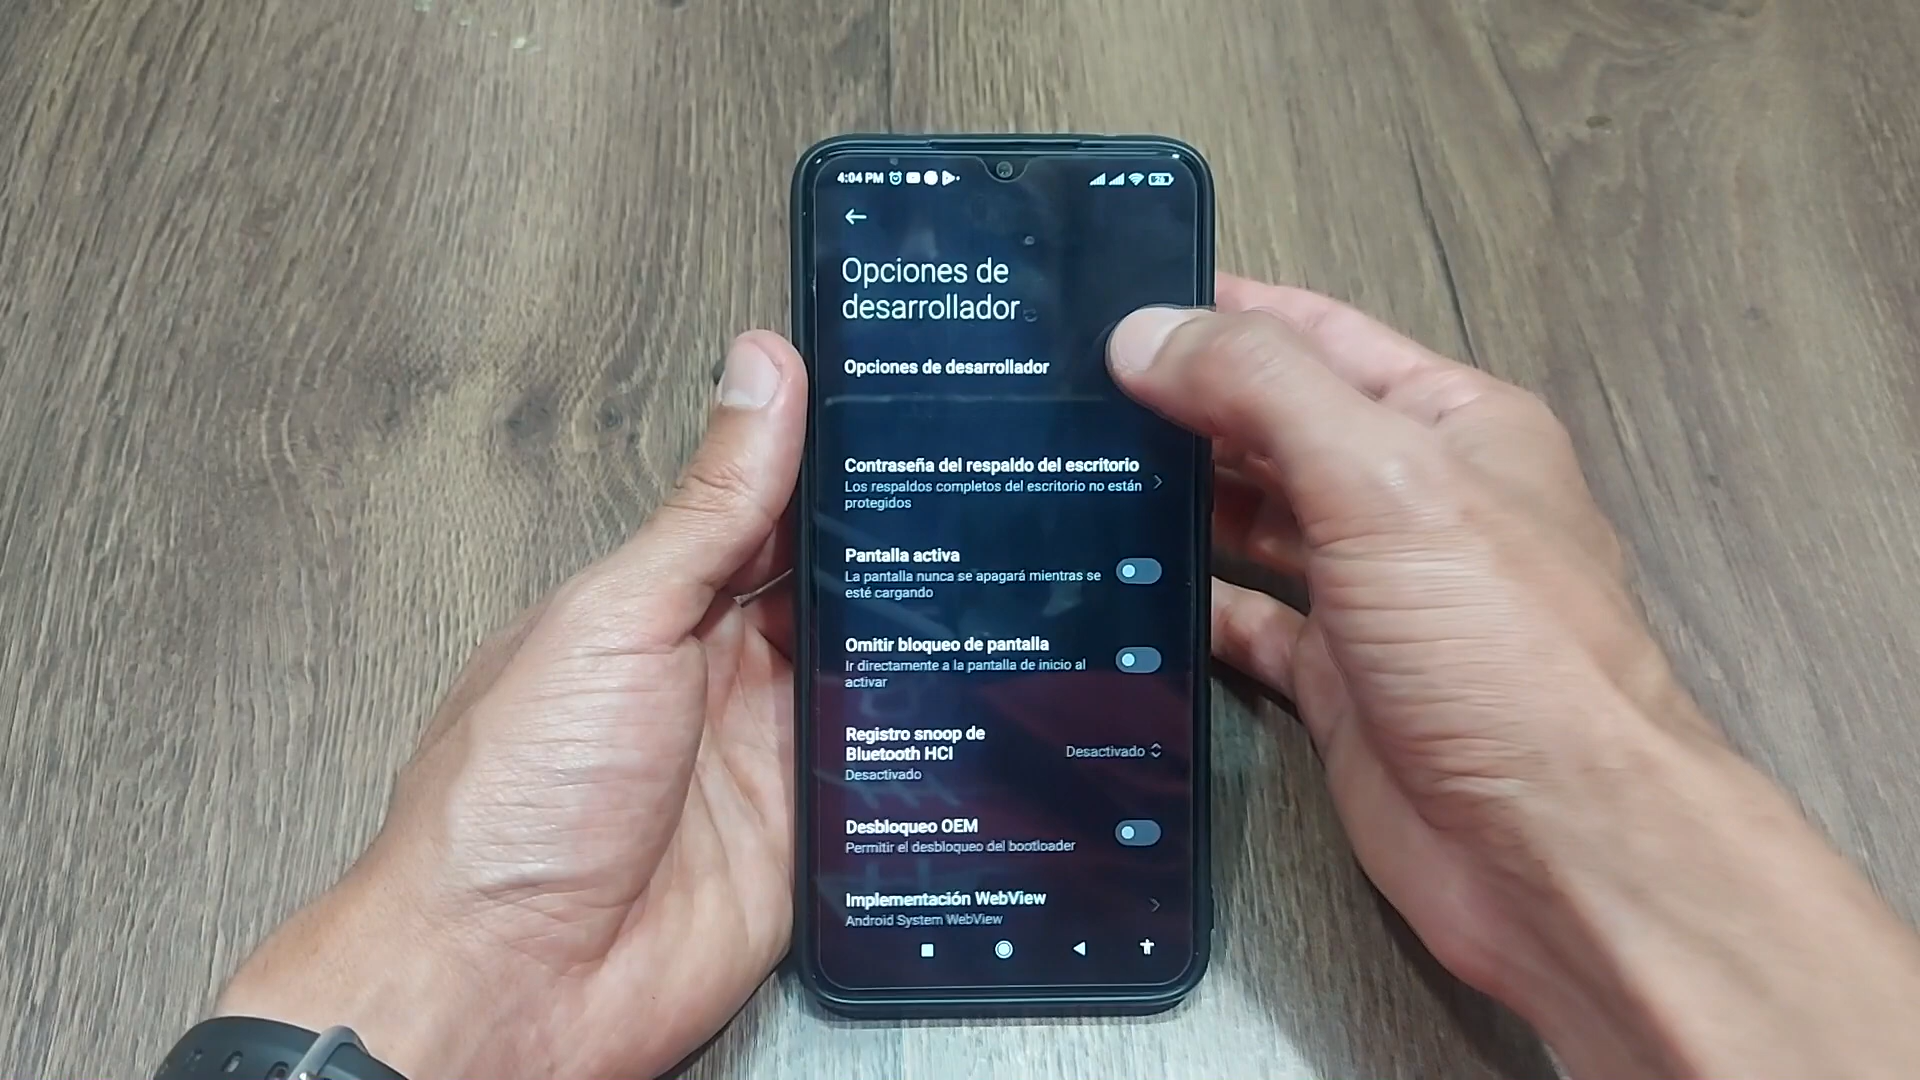 4:04 PM
Opciones de
desarrollador
Opciones de desarrollador
Contraseña del respaldo del escritorio
Los respaldos completos del escritorio no están
protegidos
Pantalla activa
La pantalla nunca se apagará mientras se
esté cargando
Omitir bloqueo de pantalla
Ir directamente a la pantalla de inicio al
activar
Registro snoop de
Bluetooth HCI
Desactivado
Desactivado
Desbloqueo OEM
Permitir el desbloqueo del bootloader
Implementación WebView
Android System WebView